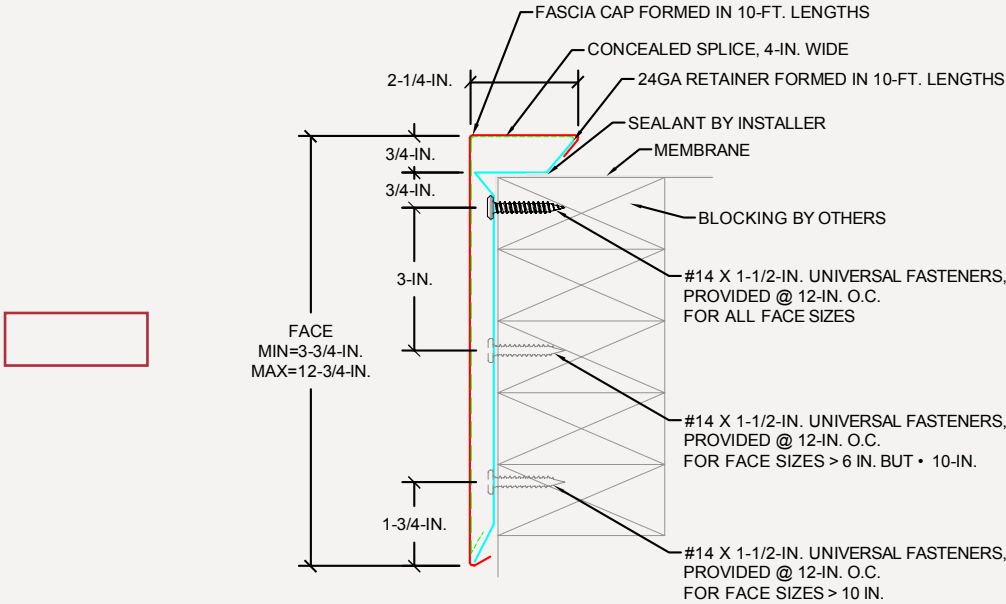 FASCIA CAP FORMED IN 10-FT. LENGTHS
CONCEALED SPLICE, 4-IN. WIDE
2-1/4-IN.
24GA RETAINER FORMED IN 10-FT. LENGTHS
SEALANT BY INSTALLER
3/4-IN.
MEMBRANE
3/4-IN.
BLOCKING BY OTHERS
3-IN.
#14 X 1-1/2-IN. UNIVERSAL FASTENERS,
PROVIDED @ 12-IN. O.C.
FOR ALL FACE SIZES
FACE
MIN=3-3/4-IN.
MAX=12-3/4-IN.
#14 X 1-1/2-IN. UNIVERSAL FASTENERS,
PROVIDED @ 12-IN. O.C.
FOR FACE SIZES > 6 IN. BUT • 10-IN.
1-3/4-IN.
#14 X 1-1/2-IN. UNIVERSAL FASTENERS,
PROVIDED @ 12-IN. O.C.
FOR FACE SIZES > 10 IN.